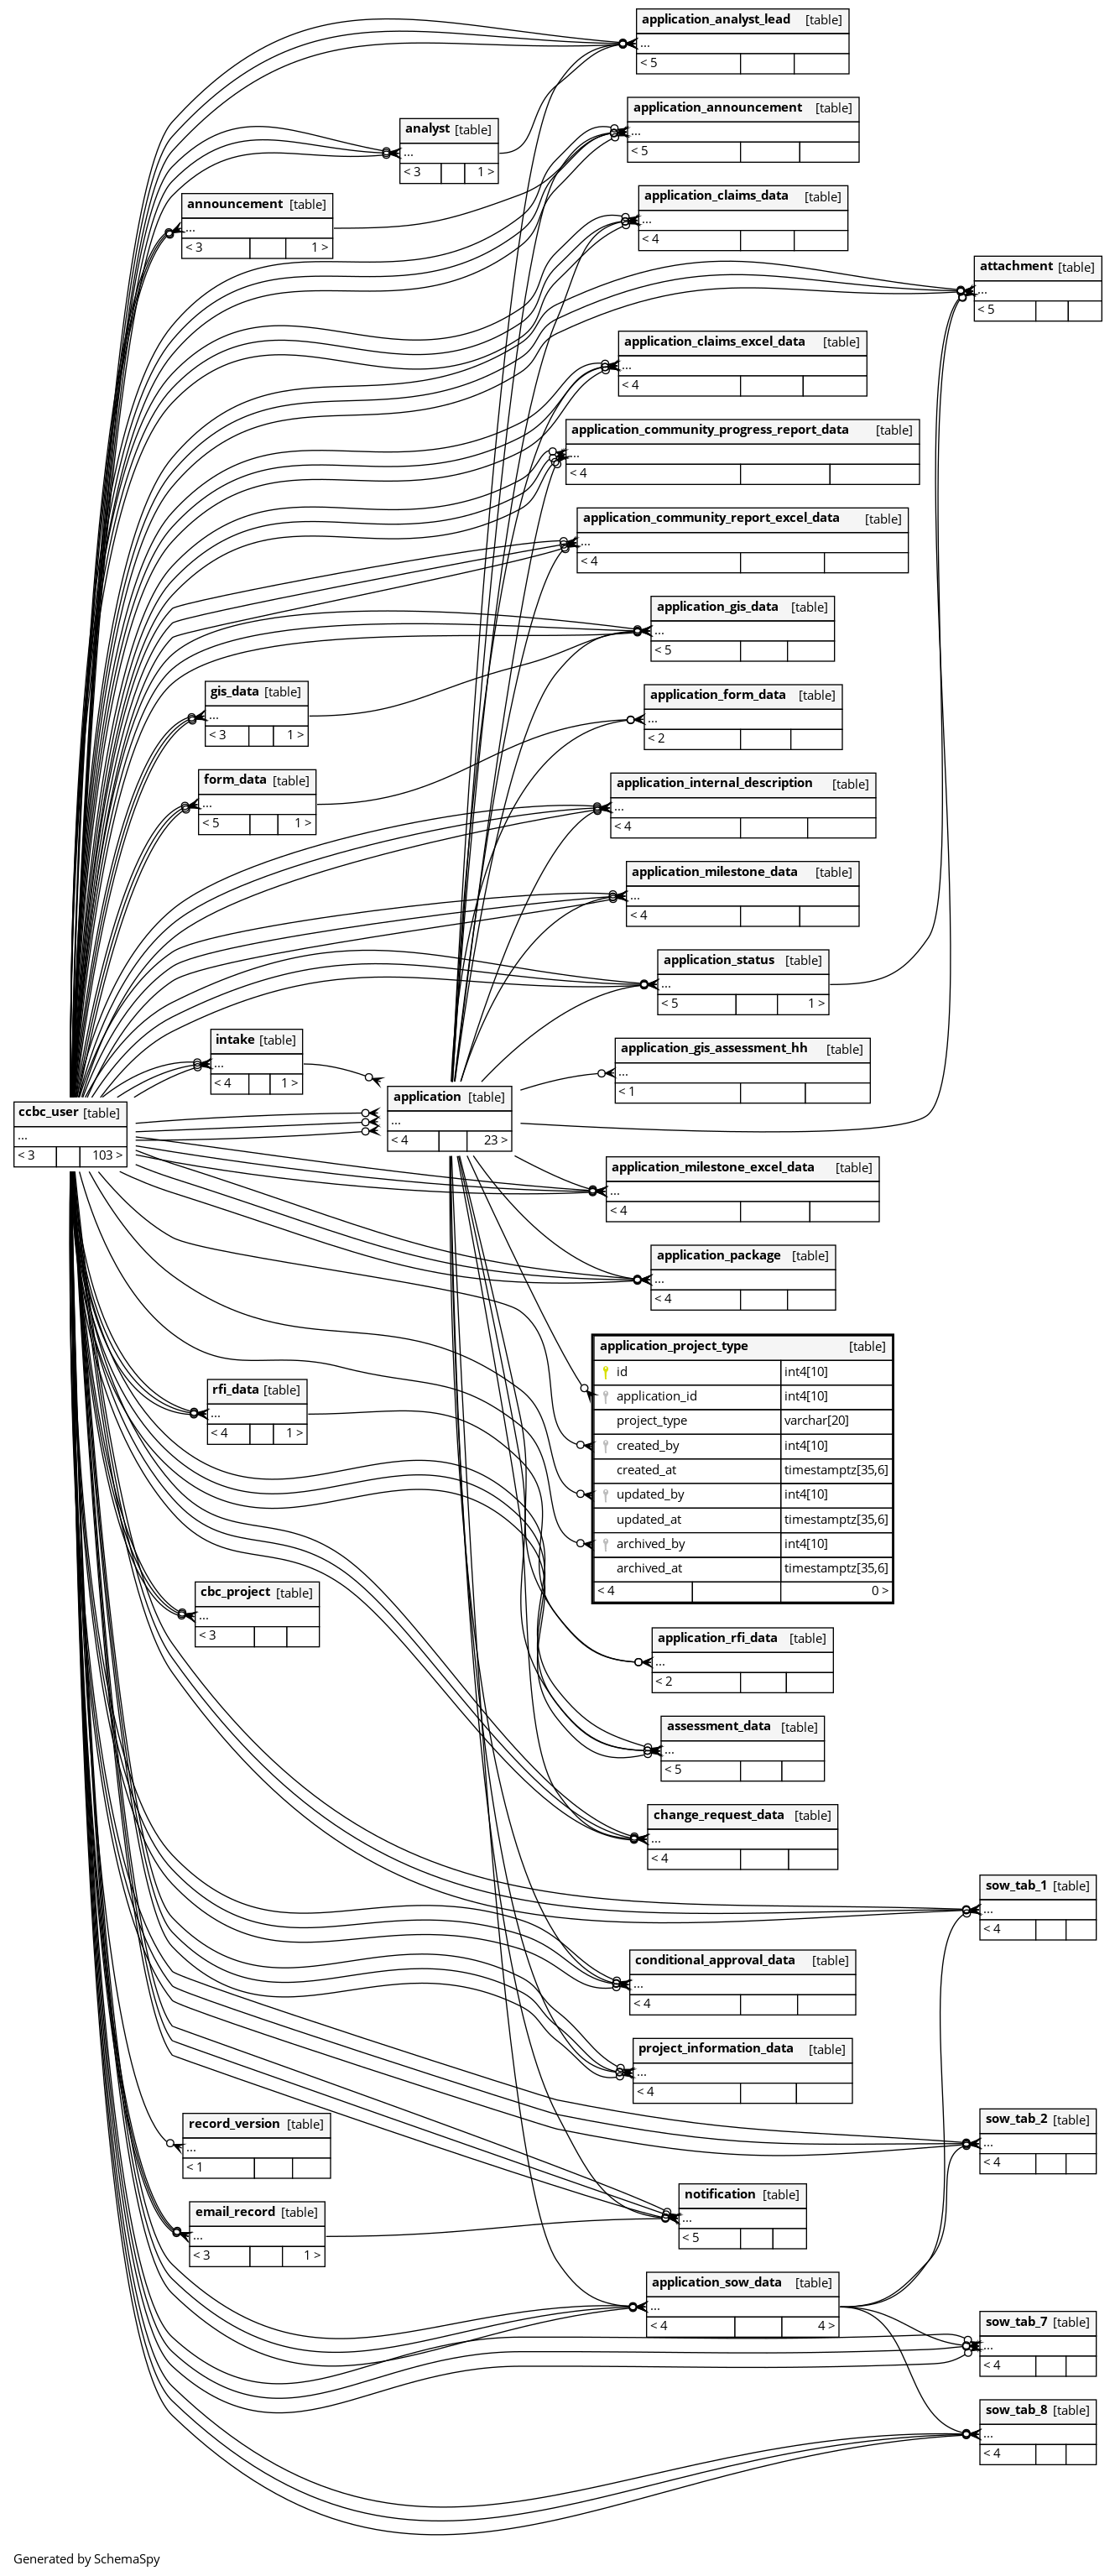 application_analyst_lead [table]
...
< 5
application_announcement [table]
...
< 5
analyst [table]
...
< 3 1 >
application_claims_data [table]
...
< 4
announcement [table]
...
< 3 1 >
attachment [table]
...
< 5
application_claims_excel_data [table]
...
< 4
application_community_progress_report_data [table]
...
< 4
application_community_report_excel_data [table]
...
< 4
application_gis_data [table]
...
< 5
gis_data [table]
...
< 3 1 >
application_form_data [table]
...
< 2
form_data [table]
...
< 5 1 >
application_internal_description [table]
...
< 4
application_milestone_data [table]
...
< 4
application_status [table]
...
< 5 1 >
intake [table]
...
< 4 1 >
application_gis_assessment_hh [table]
...
< 1
application [table]
...
< 4 23 >
ccbc_user [table]
...
< 3 103 >
application_milestone_excel_data [table]
...
< 4
application_package [table]
...
< 4
application_project_type [table]
id int4[10]
application_id int4[10]
project_type varchar[20]
created_by int4[10]
created_at timestamptz[35,6]
updated_by int4[10]
updated_at timestamptz[35,6]
archived_by int4[10]
archived_at timestamptz[35,6]
< 4 0 >
rfi_data [table]
...
< 4 1 >
cbc_project [table]
...
< 3
application_rfi_data [table]
...
< 2
assessment_data [table]
...
< 5
change_request_data [table]
...
< 4
sow_tab_1 [table]
...
< 4
conditional_approval_data [table]
...
< 4
project_information_data [table]
...
< 4
record_version [table]
...
< 1
sow_tab_2 [table]
...
< 4
notification [table]
...
< 5
email_record [table]
...
< 3 1 >
application_sow_data [table]
...
< 4 4 >
sow_tab_7 [table]
...
< 4
sow_tab_8 [table]
...
< 4
Generated by SchemaSpy